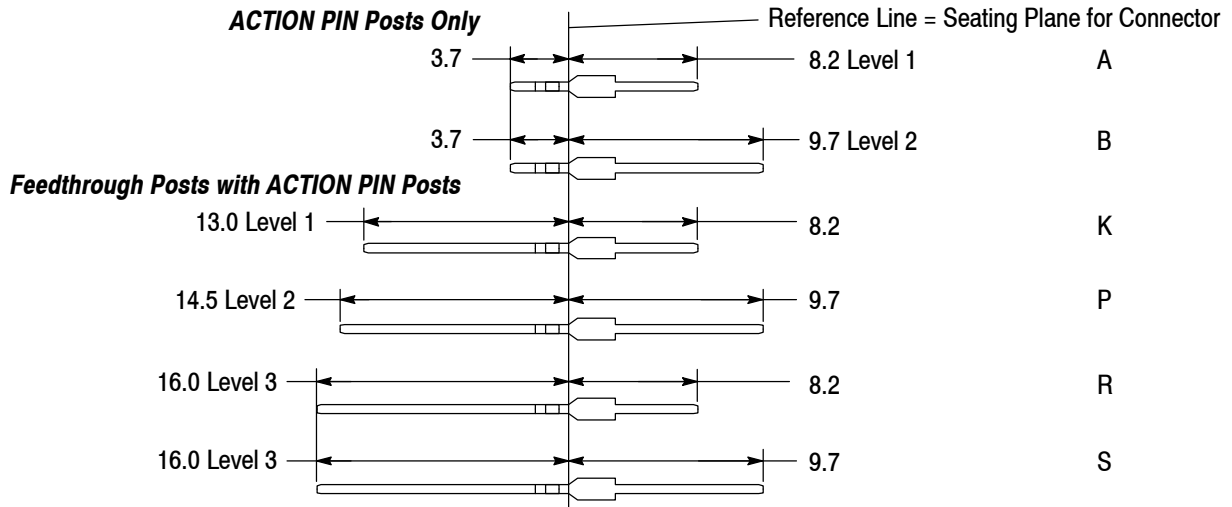 ACTION PIN Posts Only
Reference Line = Seating Plane for Connector
3.7 8.2 Level 1 A
3.7 9.7 Level 2 B
Feedthrough Posts with ACTION PIN Posts
13.0 Level 1 8.2 K
14.5 Level 2 9.7 P
16.0 Level 3 8.2 R
16.0 Level 3 9.7 S